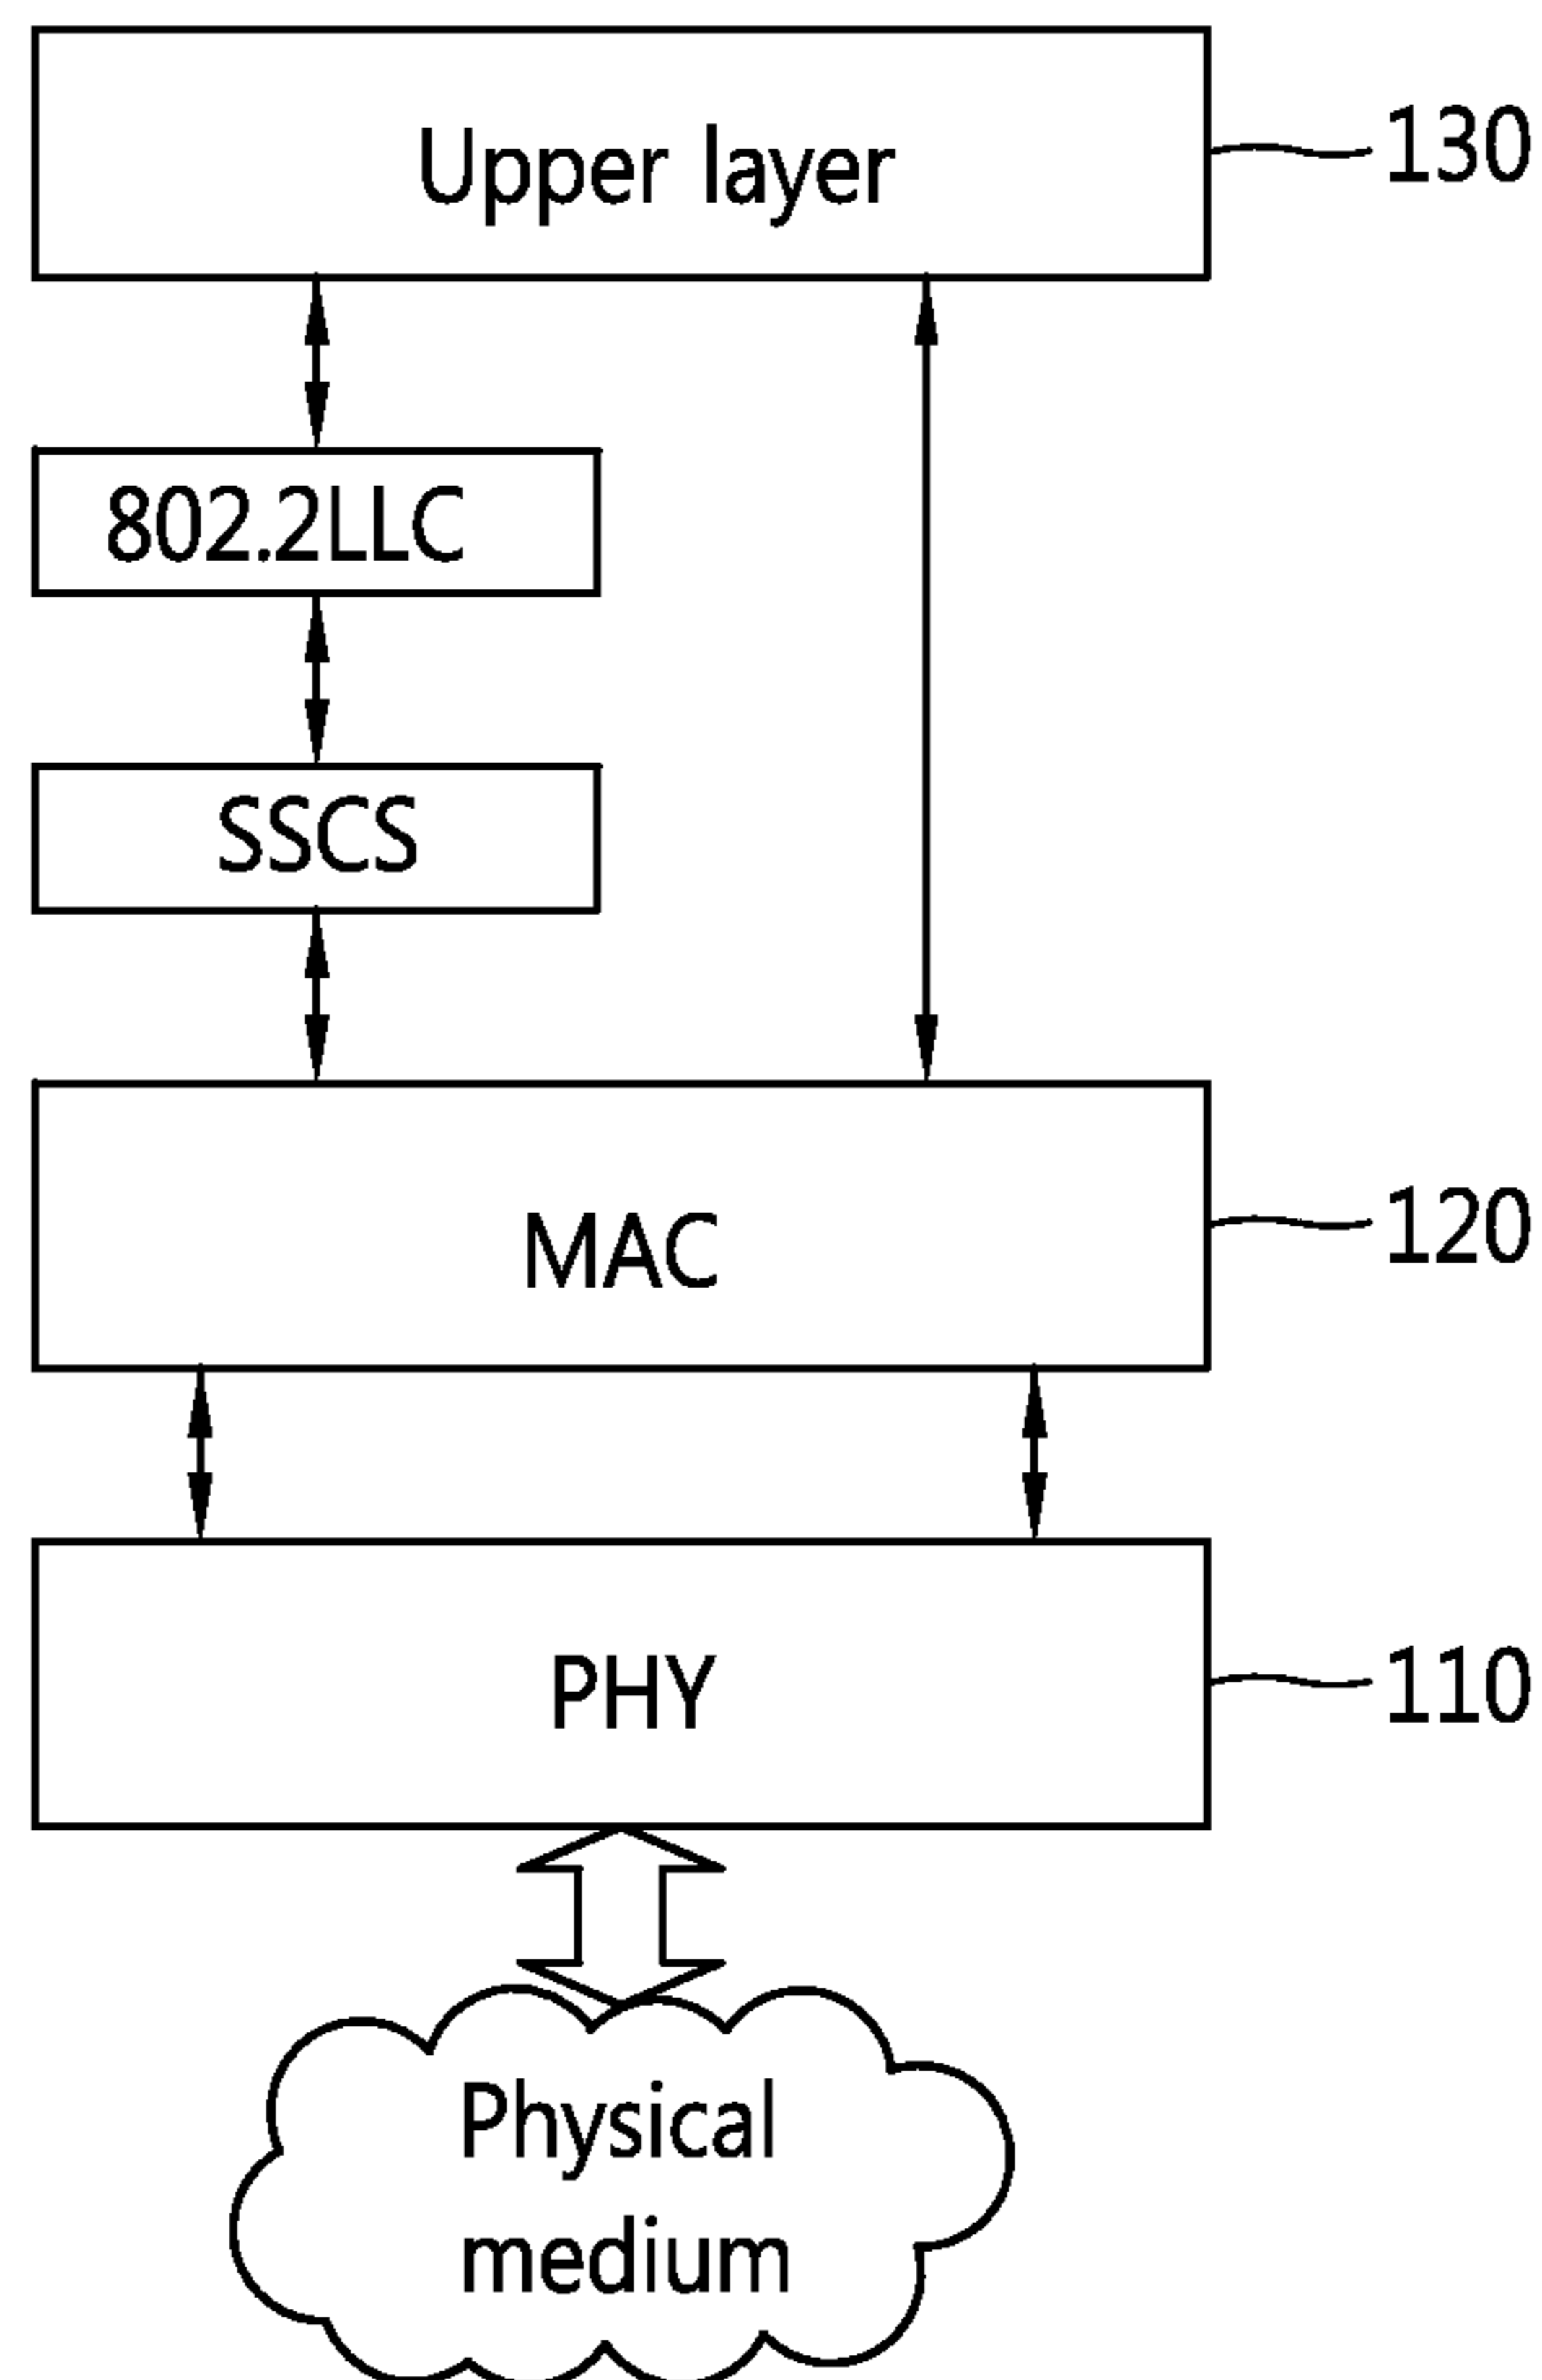 Upper layer
130
802.2LLC
SSCS
MAC
120
PHY
110
Physical
medium